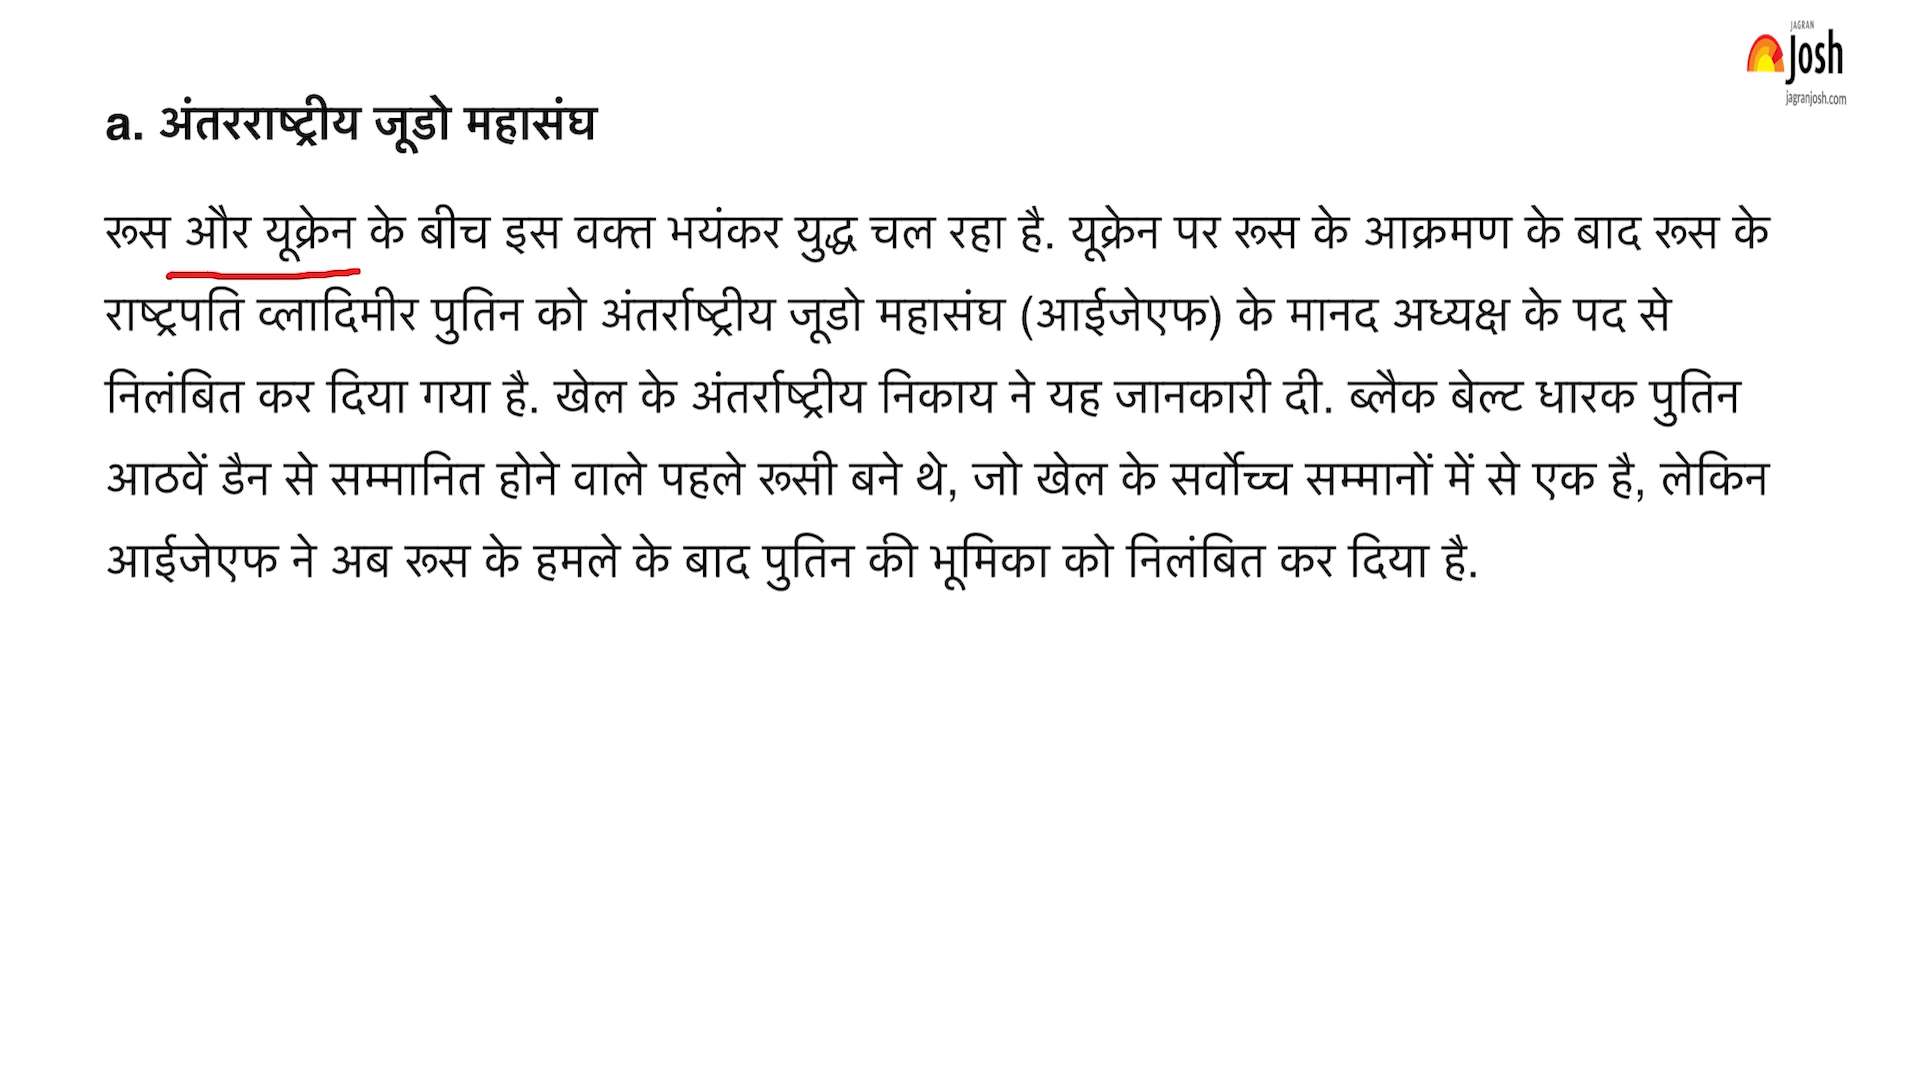 JAGRAN
Josh
jagranjosh.com
a. अंतरराष्ट्रीय जूडो महासंघ
रूस और यूक्रेन के बीच इस वक्त भयंकर युद्ध चल रहा है. यूक्रेन पर रूस के आक्रमण के बाद रूस के
राष्ट्रपति व्लादिमीर पुतिन को अंतर्राष्ट्रीय जूडो महासंघ (आईजेएफ) के मानद अध्यक्ष के पद से
निलंबित कर दिया गया है. खेल के अंतर्राष्ट्रीय निकाय ने यह जानकारी दी. ब्लैक बेल्ट धारक पुतिन
आठवें डैन से सम्मानित होने वाले पहले रूसी बने थे, जो खेल के सर्वोच्च सम्मानों में से एक है, लेकिन
आईजेएफ ने अब रूस के हमले के बाद पुतिन की भूमिका को निलंबित कर दिया है.